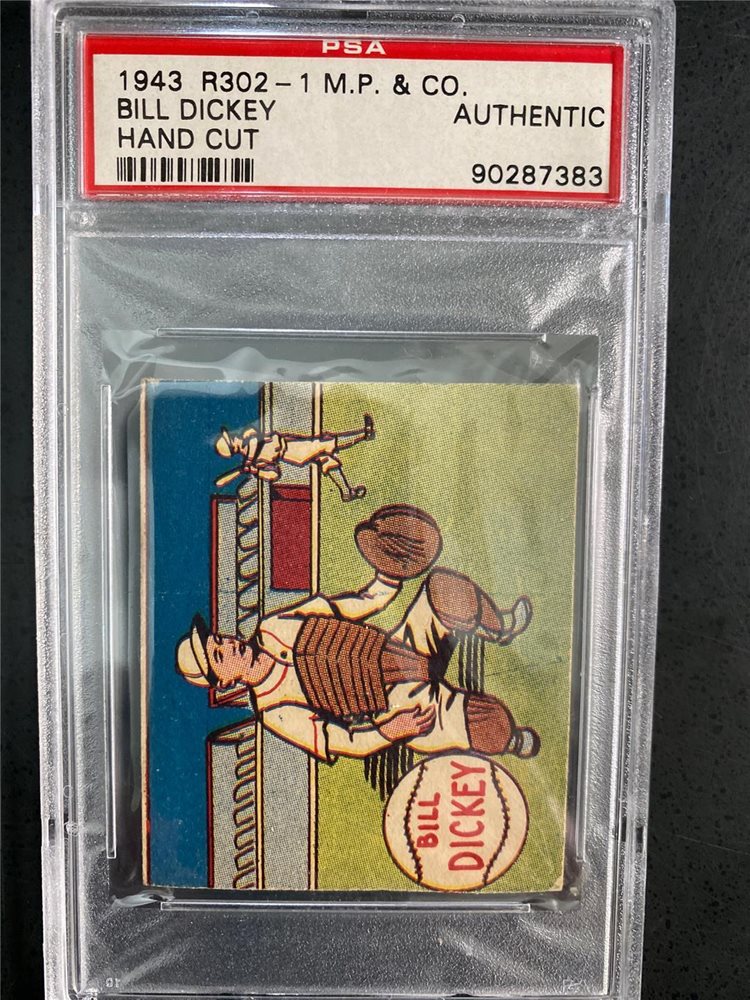 PSA
1943 R302-1 M.P. & CO.
BILL DICKEY AUTHENTIC
HAND CUT
90287383
BILL
DICKEY